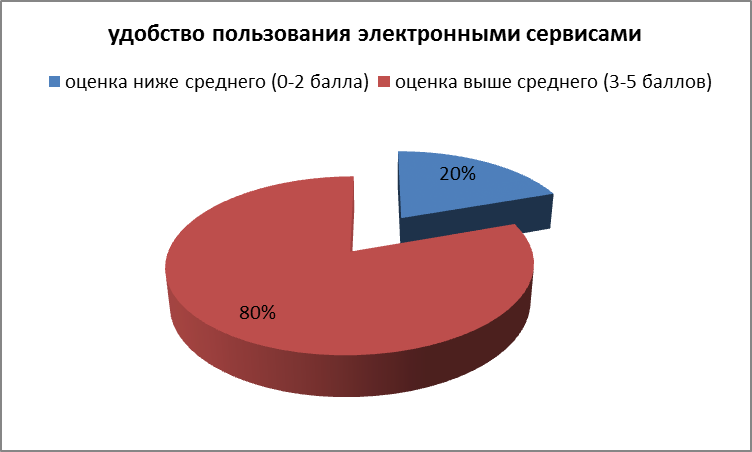 удобство пользования электронными сервисами
оценка ниже среднего (0-2 балла) оценка выше среднего (3-5 баллов)
20%
80%